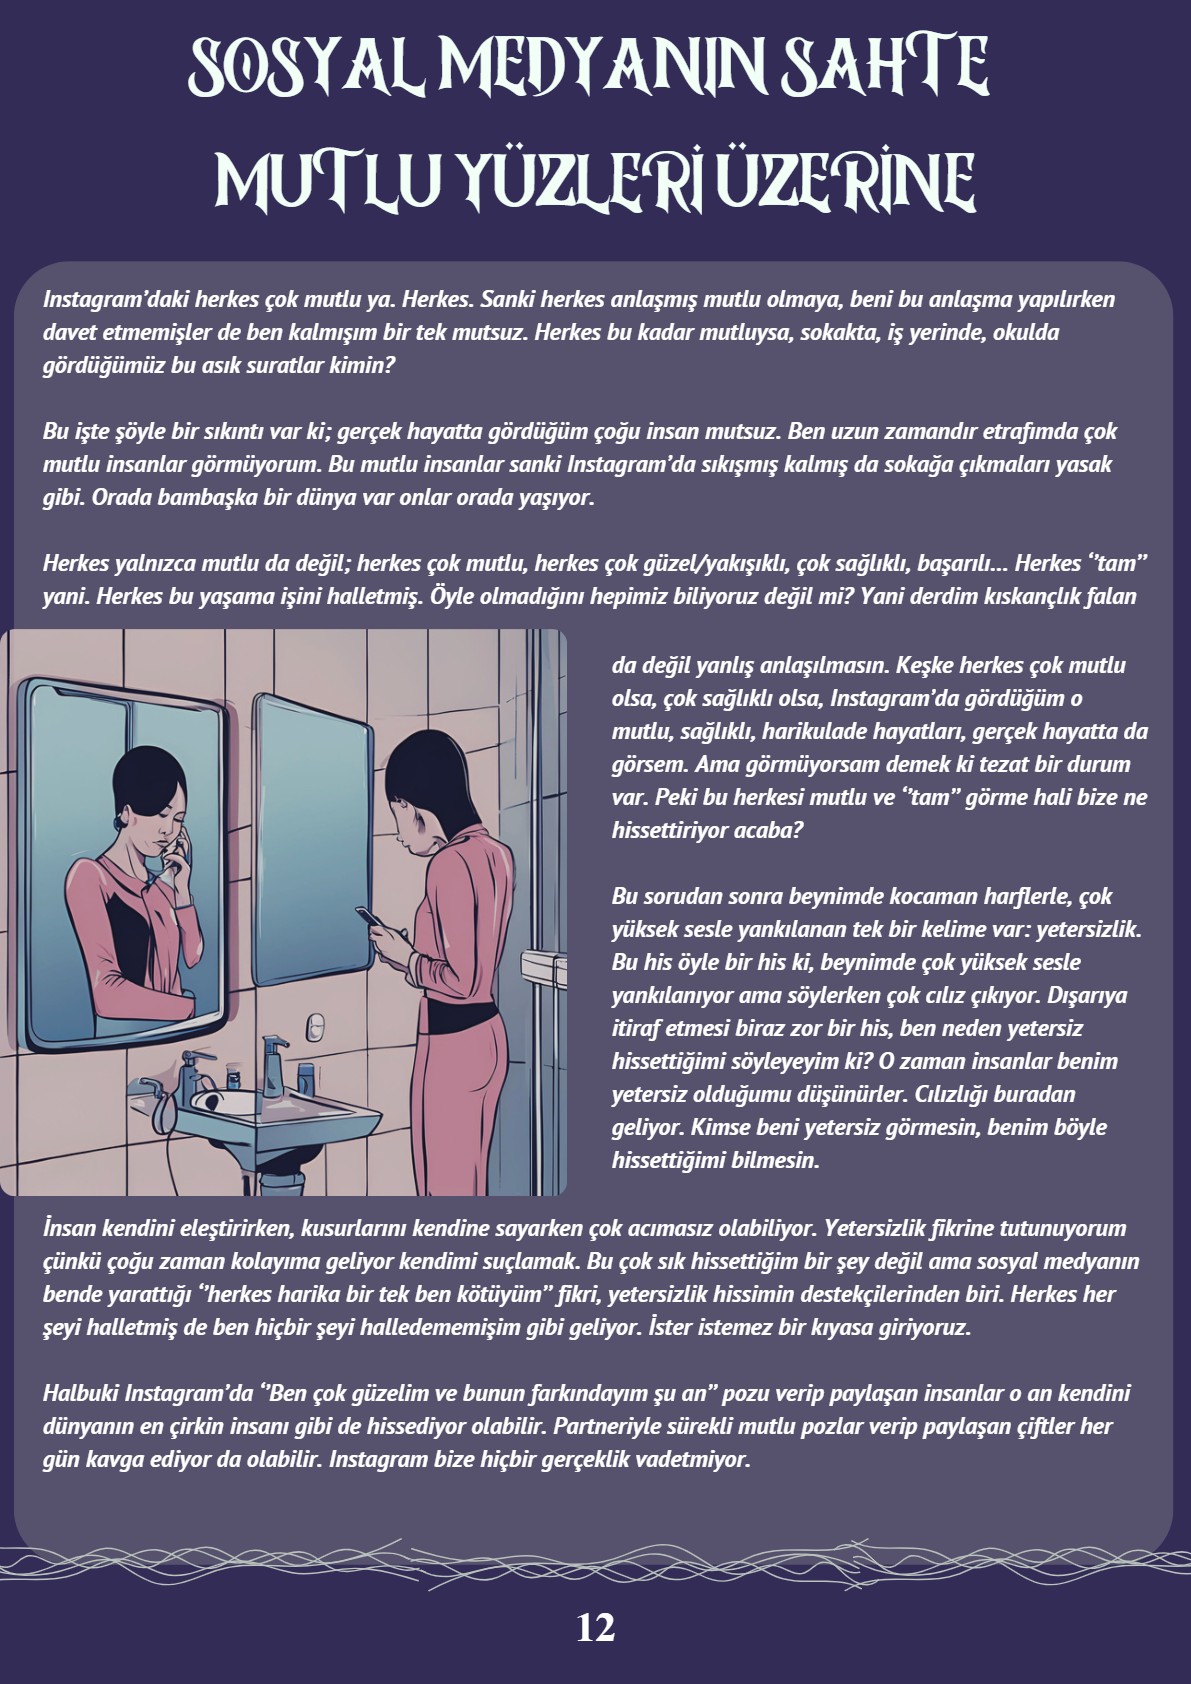 SOSYAL MEDYANIN SAHTE
MUTLU YÜZLERİ ÜZERİNE
Instagram’daki herkes çok mutlu ya. Herkes. Sanki herkes anlaşmış mutlu olmaya, beni bu anlaşma yapılırken
davet etmemişler de ben kalmışım bir tek mutsuz. Herkes bu kadar mutluysa, sokakta, iş yerinde, okulda
gördüğümüz bu asık suratlar kimin?
Bu işte şöyle bir sıkıntı var ki; gerçek hayatta gördüğüm çoğu insan mutsuz. Ben uzun zamandır etrafımda çok
mutlu insanlar görmüyorum. Bu mutlu insanlar sanki Instagram’da sıkışmış kalmış da sokağa çıkmaları yasak
gibi. Orada bambaşka bir dünya var onlar orada yaşıyor.
Herkes yalnızca mutlu da değil; herkes çok mutlu, herkes çok güzel/yakışıklı, çok sağlıklı, başarılı... Herkes ‘’tam’’
yani. Herkes bu yaşama işini halletmiş. Öyle olmadığını hepimiz biliyoruz değil mi? Yani derdim kıskançlık falan
da değil yanlış anlaşılmasın. Keşke herkes çok mutlu
olsa, çok sağlıklı olsa, Instagram’da gördüğüm o
mutlu, sağlıklı, harikulade hayatları, gerçek hayatta da
görsem. Ama görmüyorsam demek ki tezat bir durum
var. Peki bu herkesi mutlu ve ‘’tam’’ görme hali bize ne
hissettiriyor acaba?
Bu sorudan sonra beynimde kocaman harflerle, çok
yüksek sesle yankılanan tek bir kelime var: yetersizlik.
Bu his öyle bir his ki, beynimde çok yüksek sesle
yankılanıyor ama söylerken çok cılız çıkıyor. Dışarıya
itiraf etmesi biraz zor bir his, ben neden yetersiz
hissettiğimi söyleyeyim ki? O zaman insanlar benim
yetersiz olduğumu düşünürler. Cılızlığı buradan
geliyor. Kimse beni yetersiz görmesin, benim böyle
hissettiğimi bilmesin.
İnsan kendini eleştirirken, kusurlarını kendine sayarken çok acımasız olabiliyor. Yetersizlik fikrine tutunuyorum
çünkü çoğu zaman kolayıma geliyor kendimi suçlamak. Bu çok sık hissettiğim bir şey değil ama sosyal medyanın
bende yarattığı ‘’herkes harika bir tek ben kötüyüm’’ fikri, yetersizlik hissimin destekçilerinden biri. Herkes her
şeyi halletmiş de ben hiçbir şeyi halledememişim gibi geliyor. İster istemez bir kıyasa giriyoruz.
Halbuki Instagram’da ‘’Ben çok güzelim ve bunun farkındayım şu an’’ pozu verip paylaşan insanlar o an kendini
dünyanın en çirkin insanı gibi de hissediyor olabilir. Partneriyle sürekli mutlu pozlar verip paylaşan çiftler her
gün kavga ediyor da olabilir. Instagram bize hiçbir gerçeklik vadetmiyor.
12